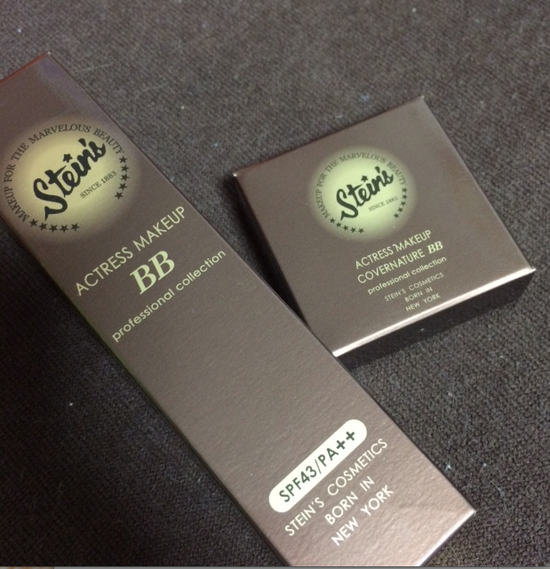 MAKEUP FOR THE MARVELOUS BEAUTY
Stein's
SINCE 1883
ACTRESS MAKEUP
BB
professional collection
SPF43/PA++
STEIN'S COSMETICS
BORN IN
NEW YORK
MAKEUP FOR THE MARVELOUS BEAUTY
Stein's
SINCE 1883
ACTRESS MAKEUP
COVERNATURE BB
professional collection
STEIN'S COSMETICS
BORN IN
NEW YORK